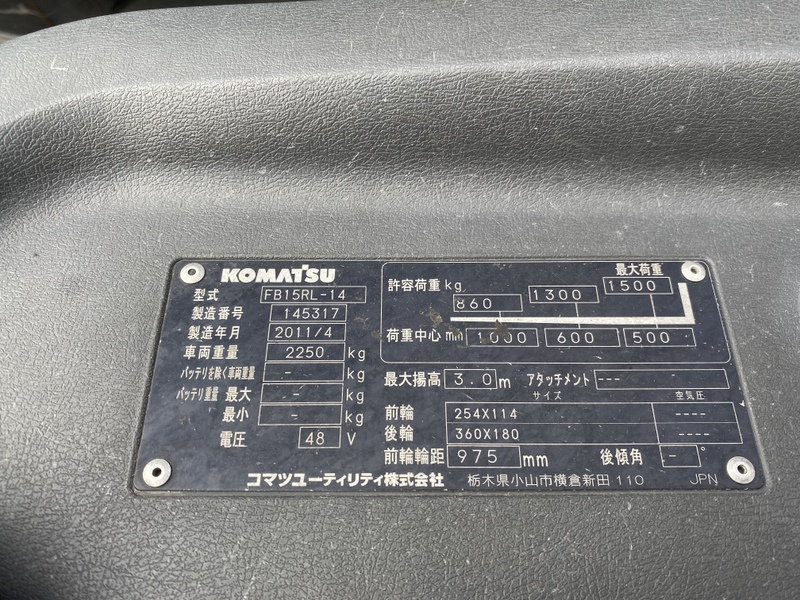 KOMATSU
型式 FB15RL-14
製造番号 145317
製造年月 2011/4
車両重量 2250 kg
バッテリを除く車両重量 - kg
バッテリ重量 最大 - kg
最小 - kg
電圧 48 V
最大荷重
許容荷重 kg 860 1300 1500
荷重中心 mm 1000 600 500
最大揚高 3.0 m アタッチメント ---
サイズ 空気圧
前輪 254X114 ----
後輪 360X180 ----
前輪輪距 975 mm 後傾角 - °
コマツユーティリティ株式会社 栃木県小山市横倉新田110 JPN